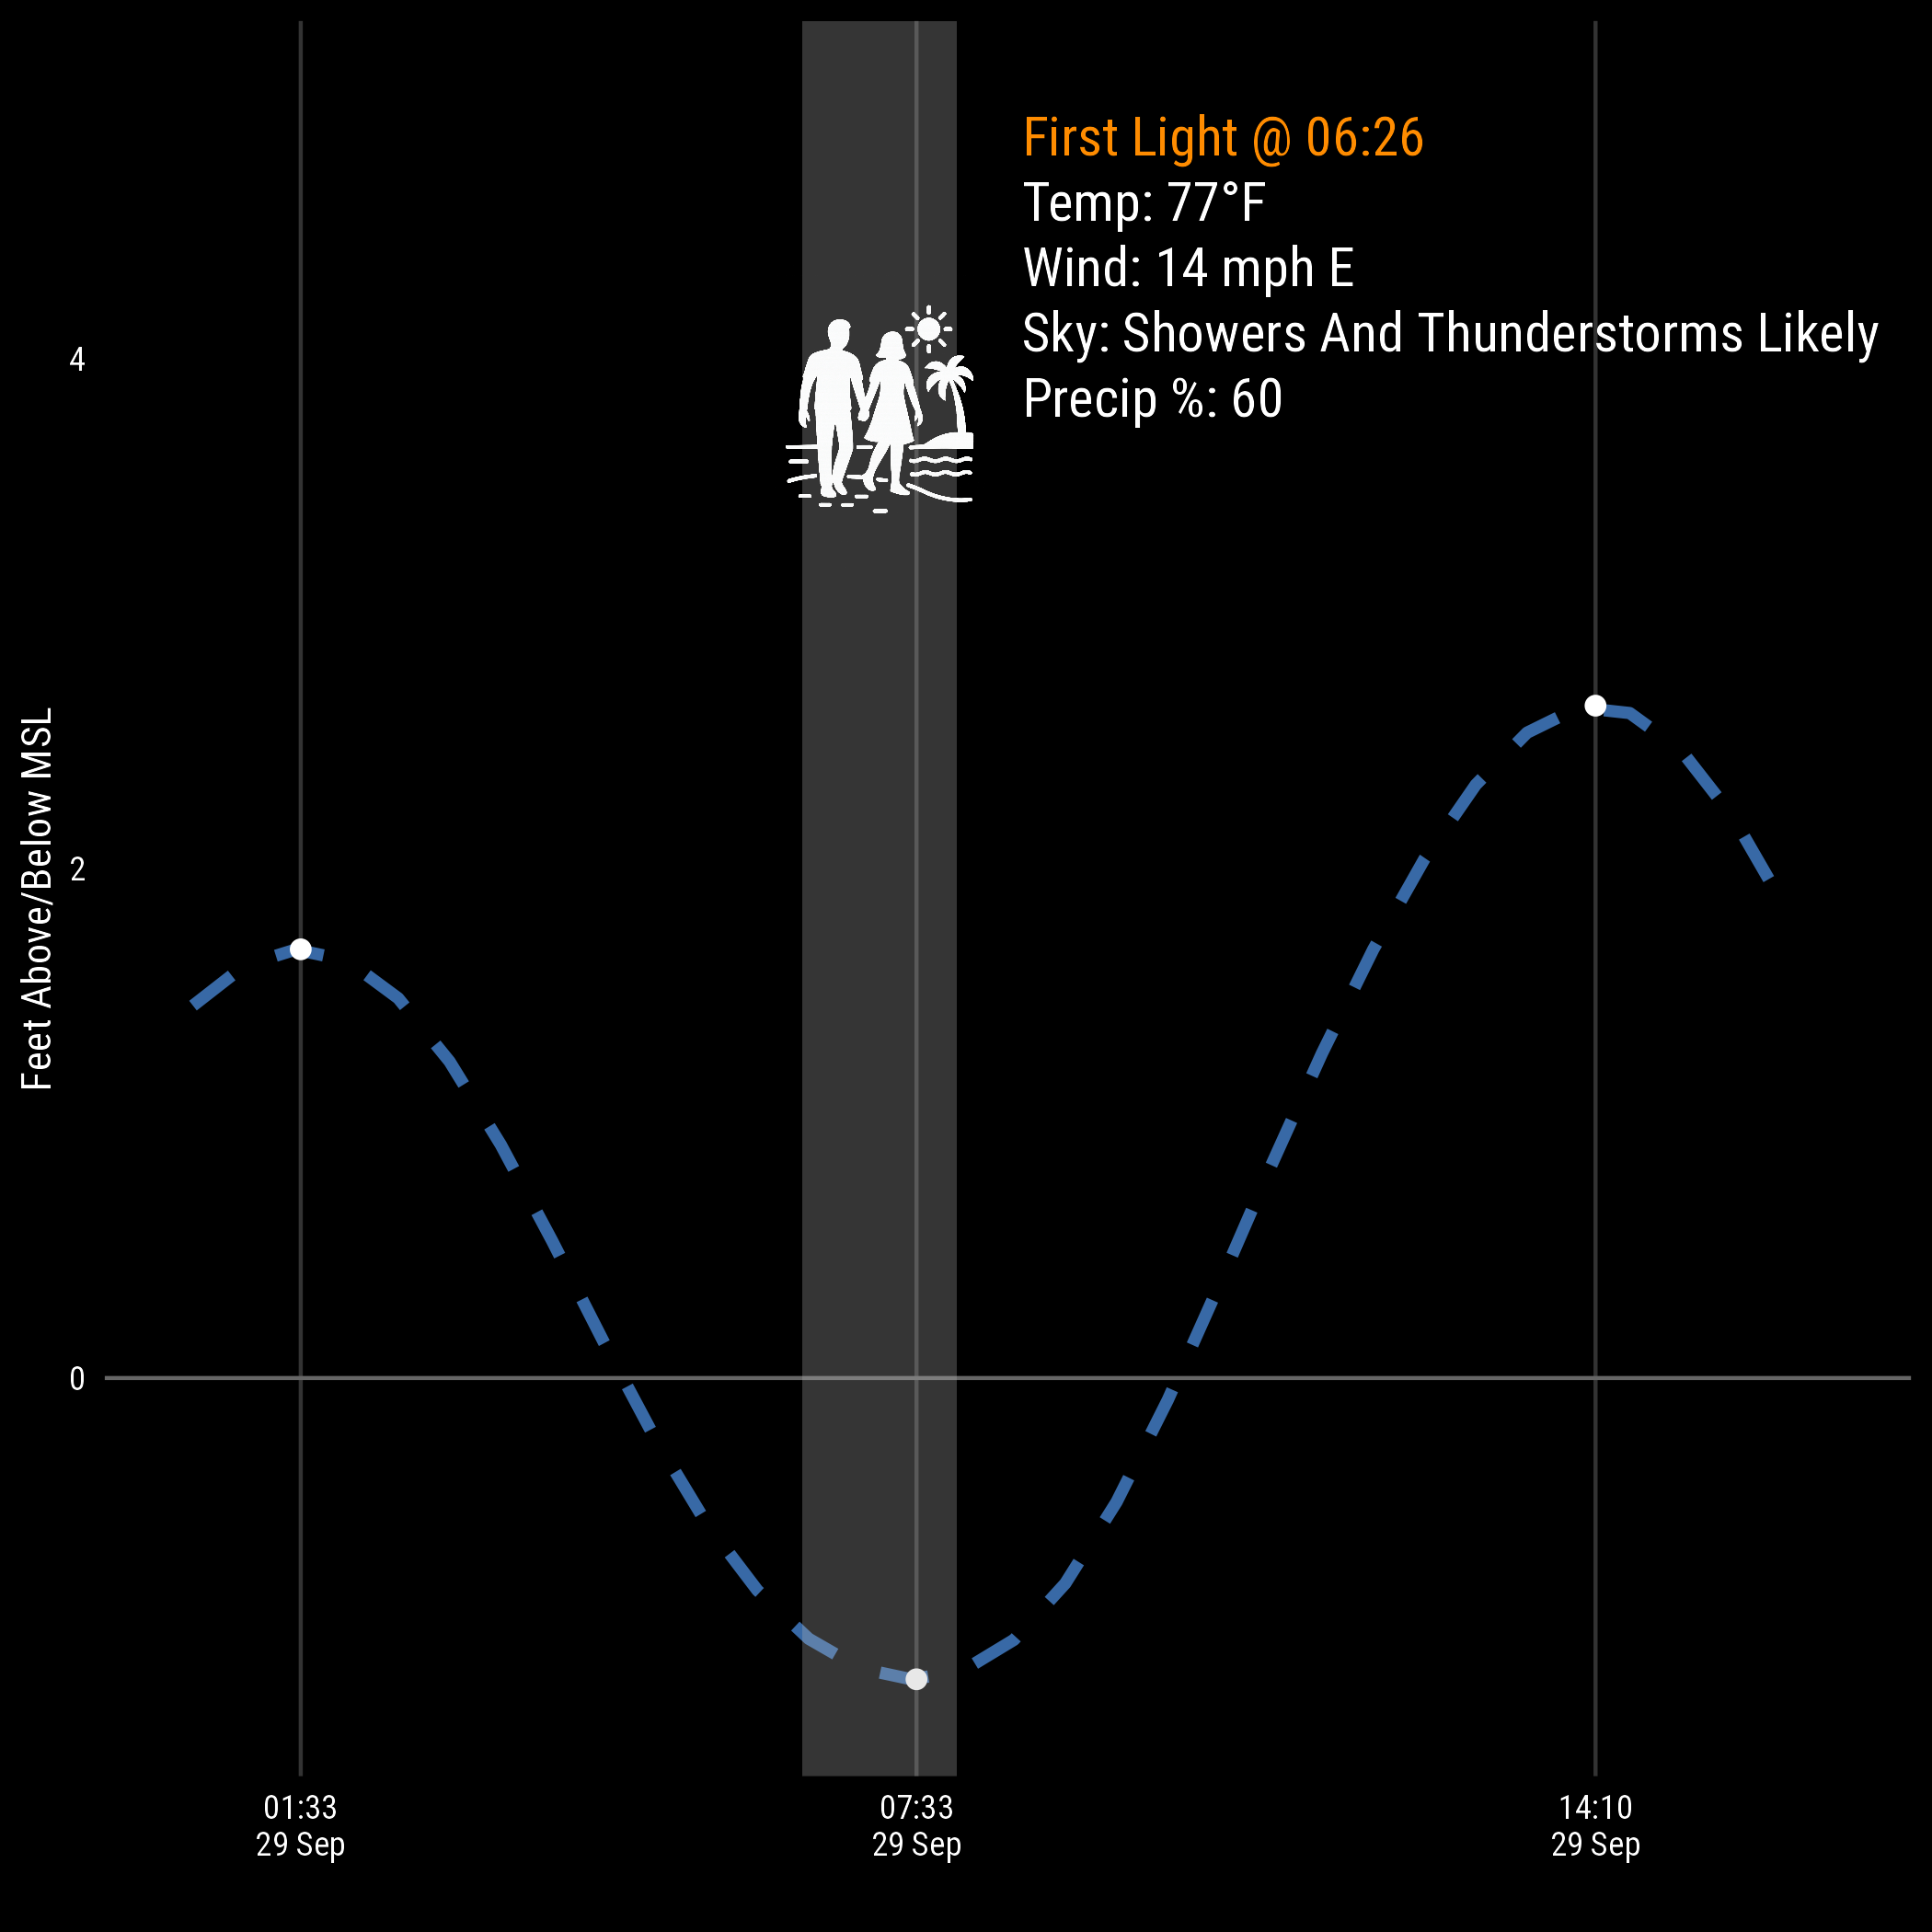 First Light @ 06:26
Temp: 77°F
Wind: 14 mph E
Sky: Showers And Thunderstorms Likely
Precip %: 60
Feet Above/Below MSL
4
2
0
01:33
29 Sep
07:33
29 Sep
14:10
29 Sep